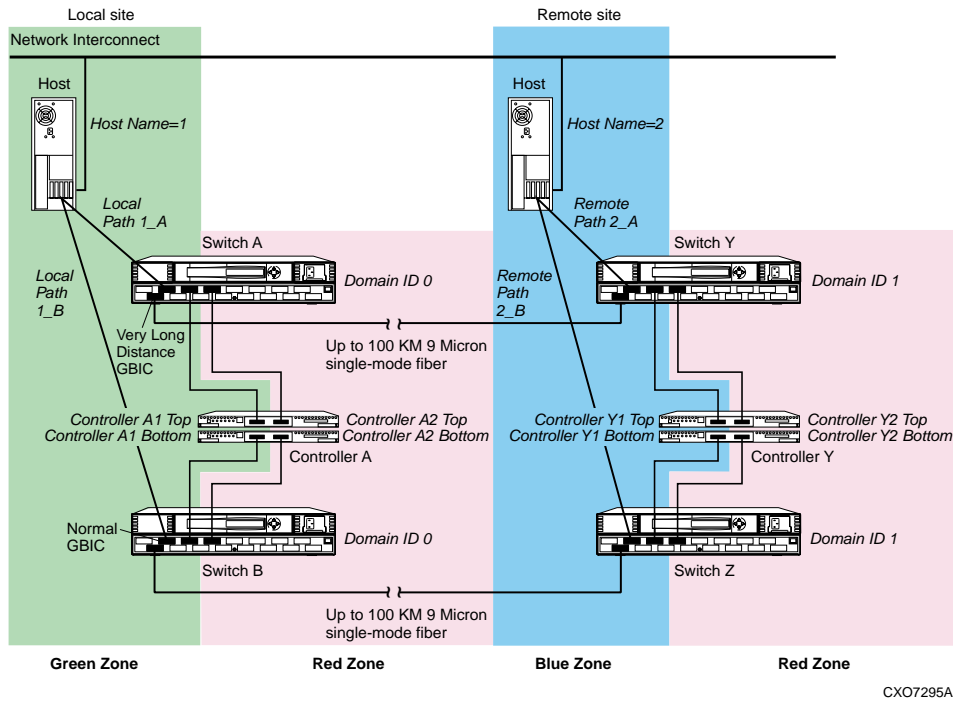 Local site
Remote site
Network Interconnect
Host
Host
Host Name=1
Host Name=2
Local
Path 1_A
Remote
Path 2_A
Switch A
Switch Y
Local
Path
1_B
Domain ID 0
Remote
Path
2_B
Domain ID 1
Very Long
Distance
GBIC
Up to 100 KM 9 Micron
single-mode fiber
Controller A1 Top
Controller A2 Top
Controller Y1 Top
Controller Y2 Top
Controller A1 Bottom
Controller A2 Bottom
Controller Y1 Bottom
Controller Y2 Bottom
Controller A
Controller Y
Normal
GBIC
Domain ID 0
Domain ID 1
Switch B
Switch Z
Up to 100 KM 9 Micron
single-mode fiber
Green Zone
Red Zone
Blue Zone
Red Zone
CXO7295A